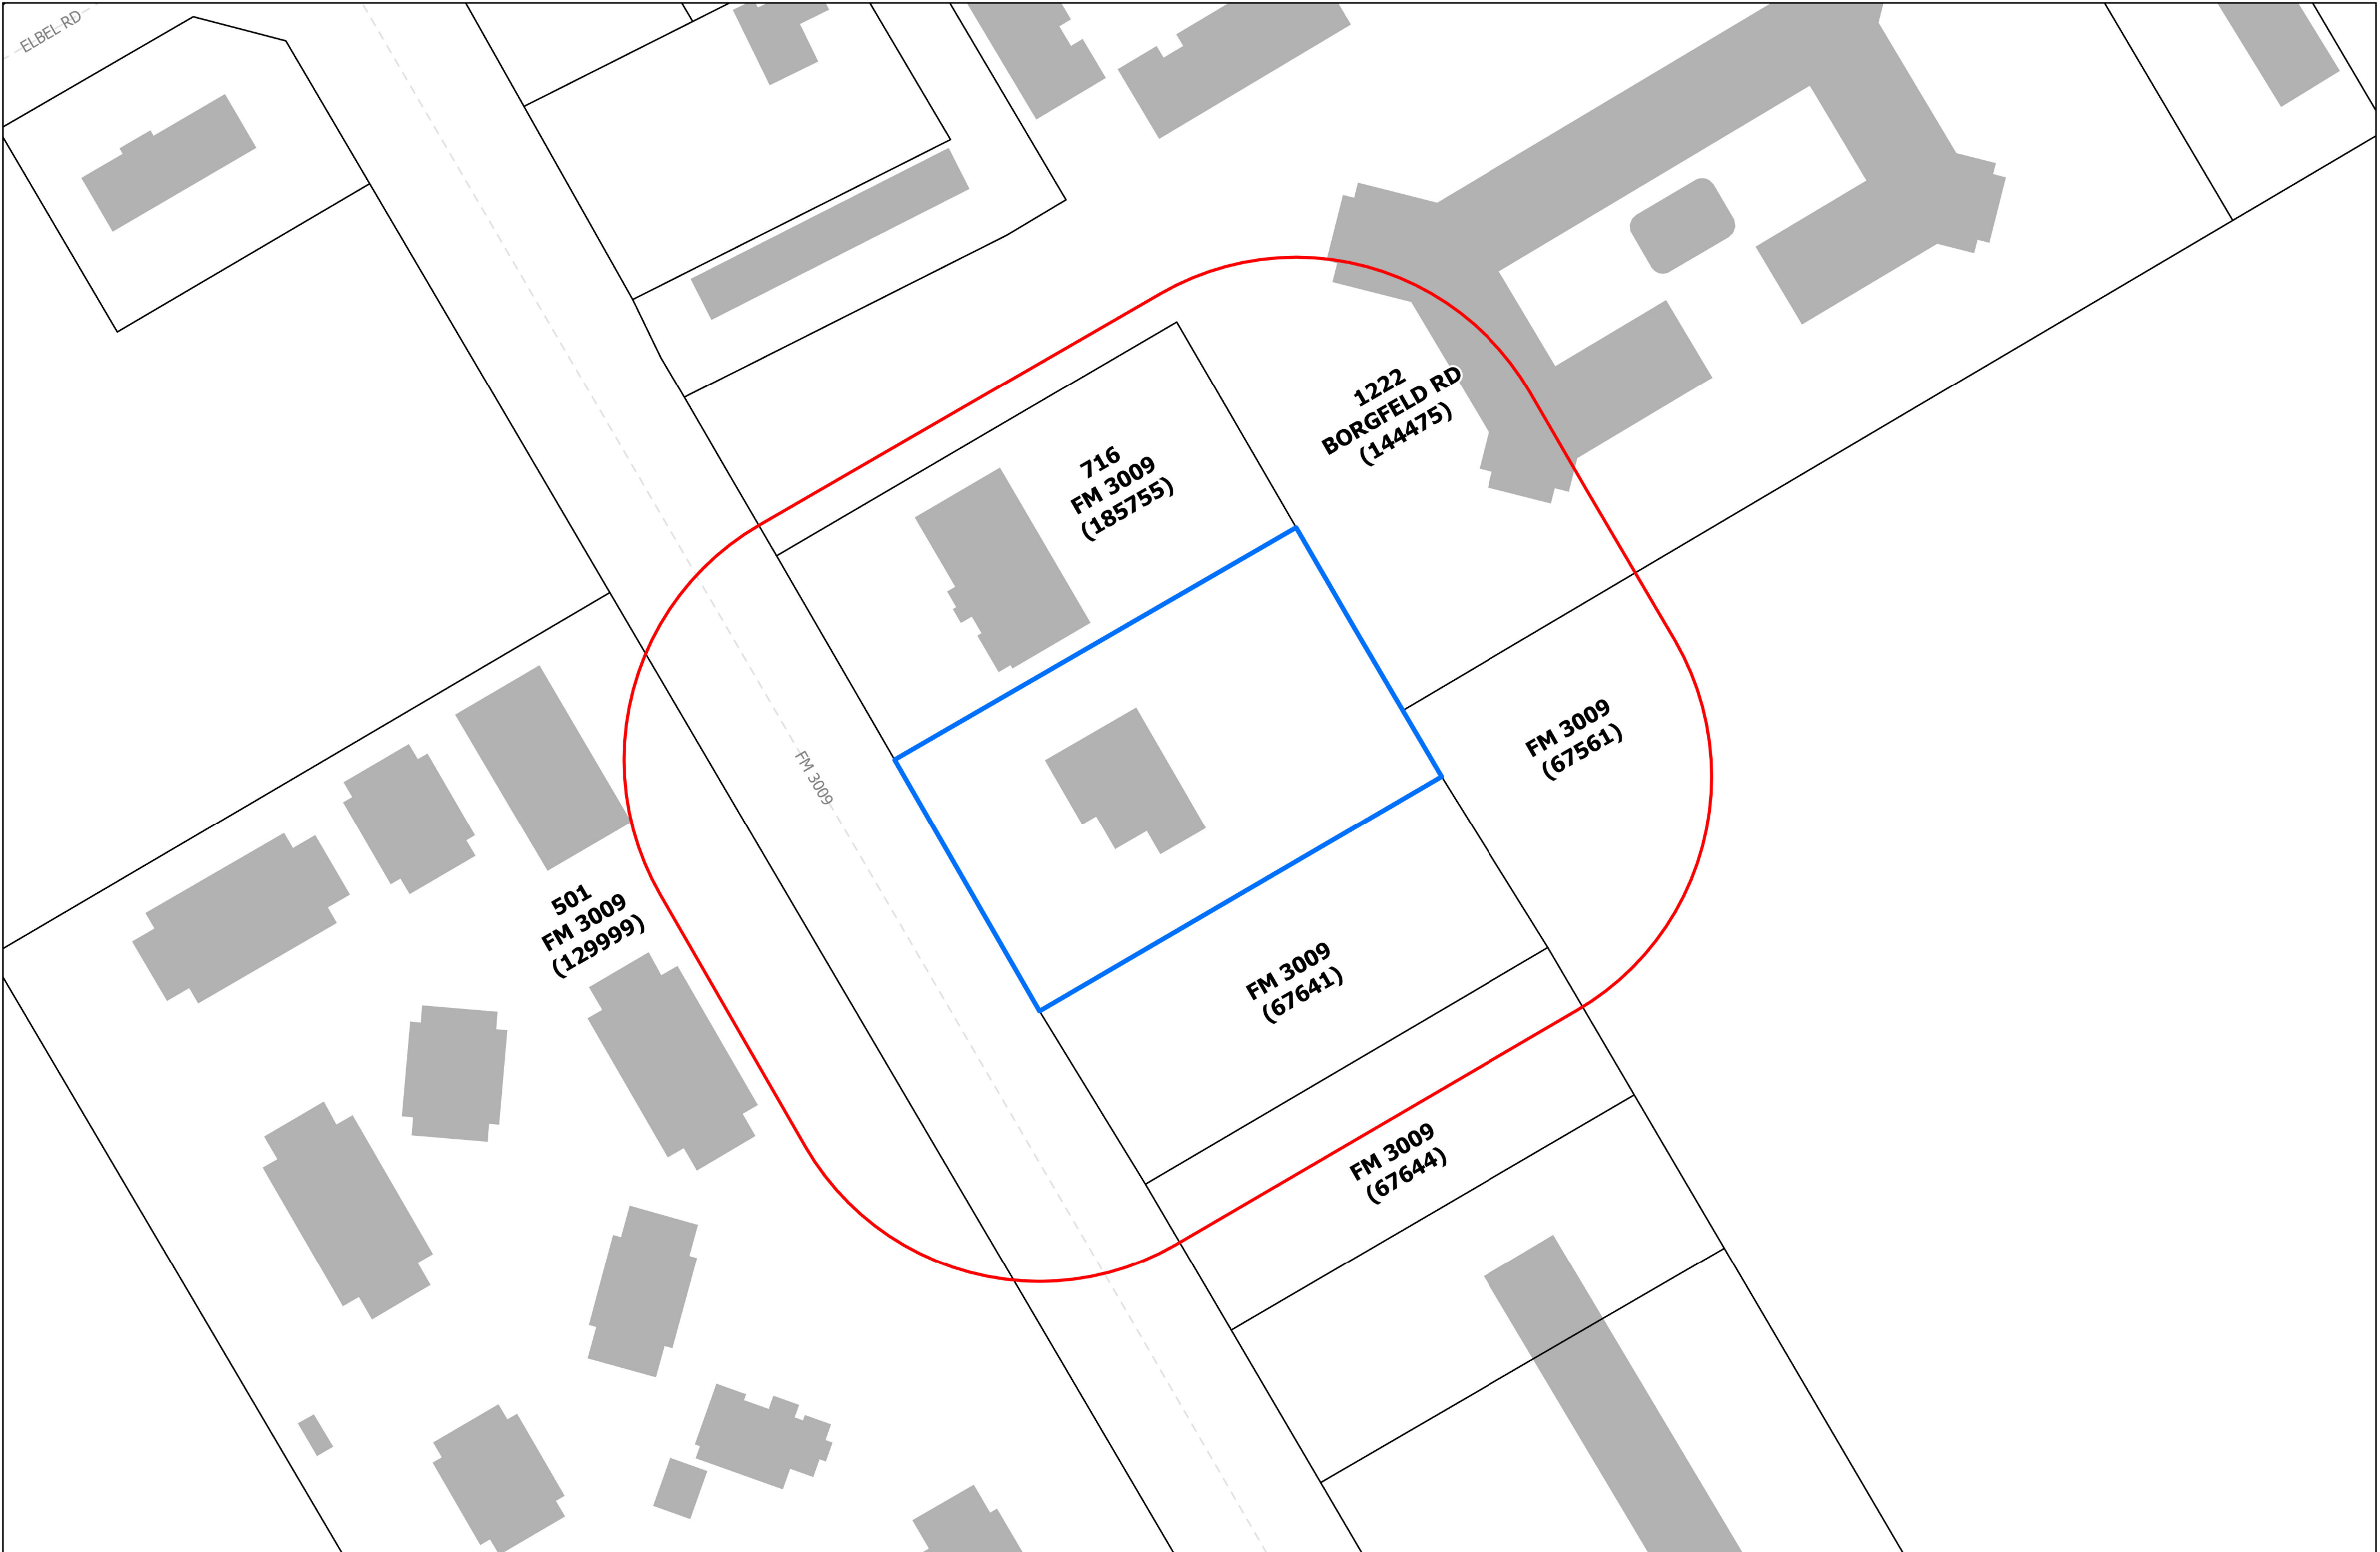 ELBEL RD
1222
BORGFELD RD
(144475)
716
FM 3009
(185755)
FM 3009
(67561)
FM 3009
501
FM 3009
(129999)
FM 3009
(67641)
FM 3009
(67644)